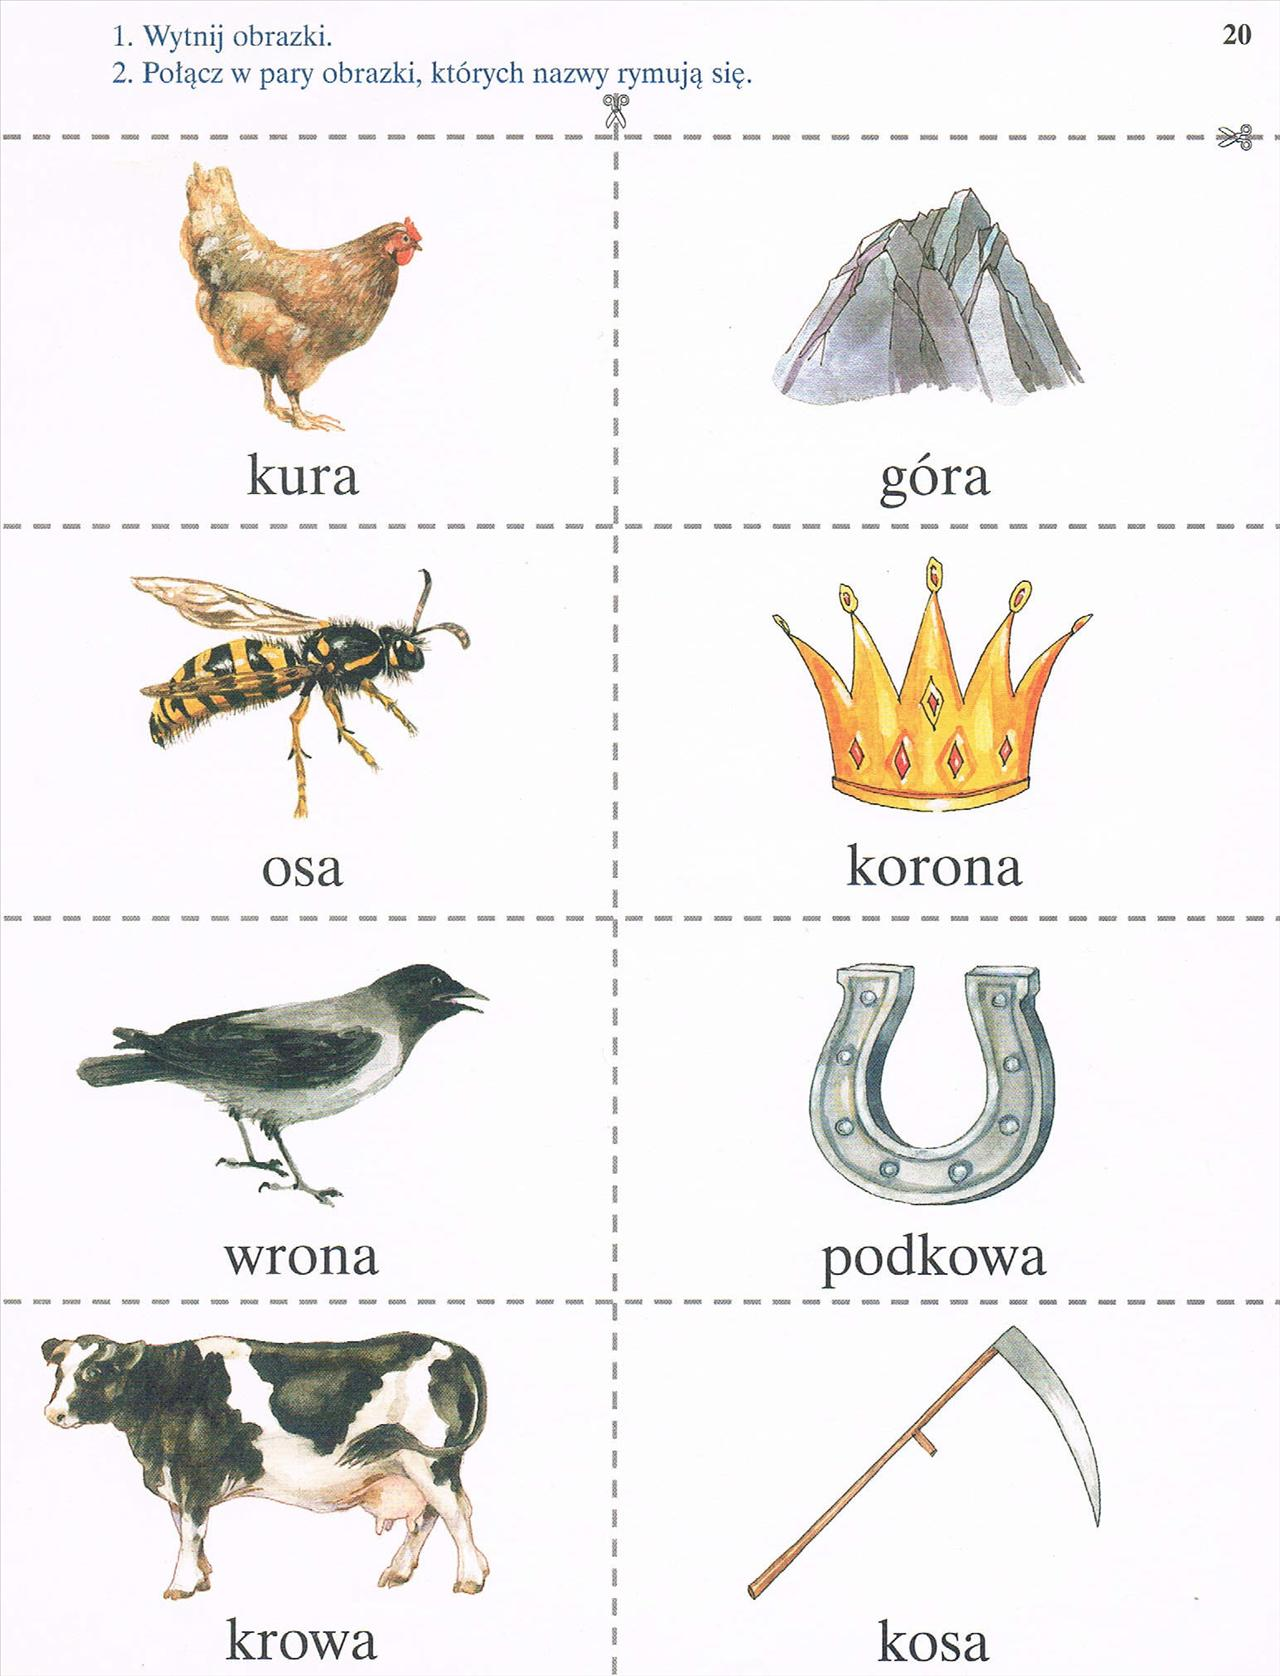 1. Wytnij obrazki.
20
2. Połącz w pary obrazki, których nazwy rymują się.
kura
góra
osa
korona
wrona
podkowa
krowa
kosa